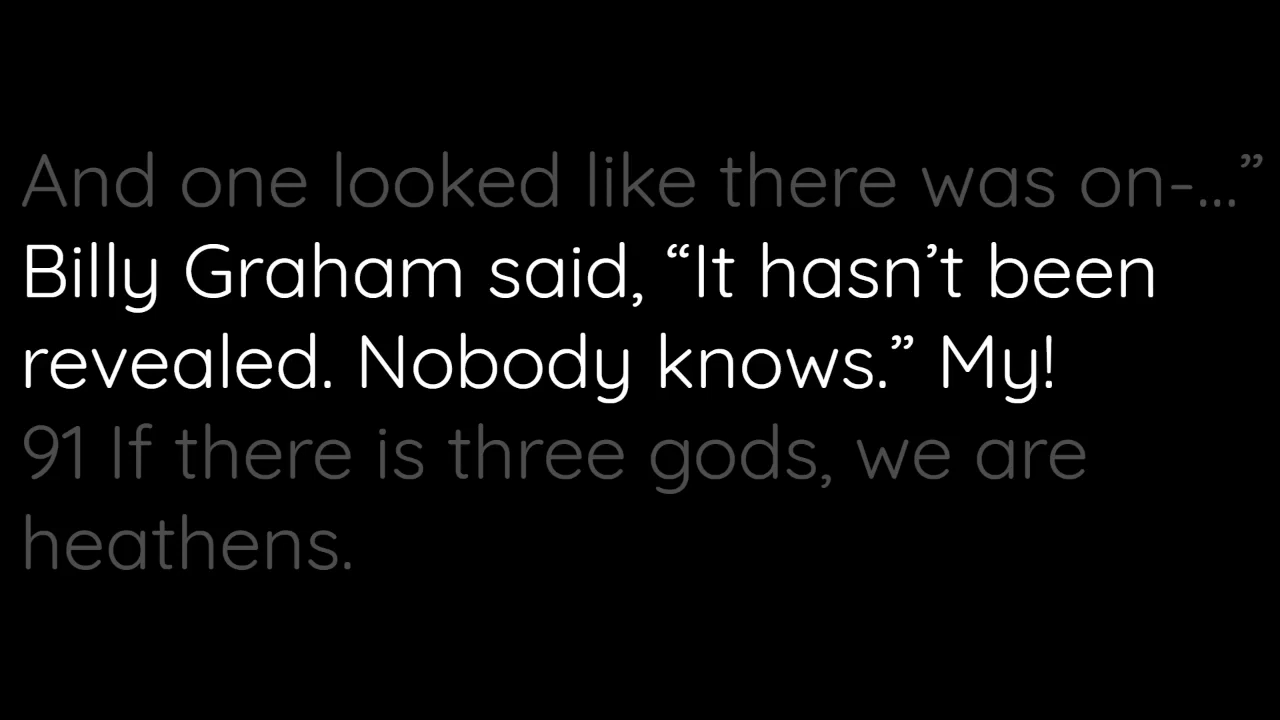 And one looked like there was on-...”
Billy Graham said, “It hasn’t been
revealed. Nobody knows.” My!
91 If there is three gods, we are
heathens.